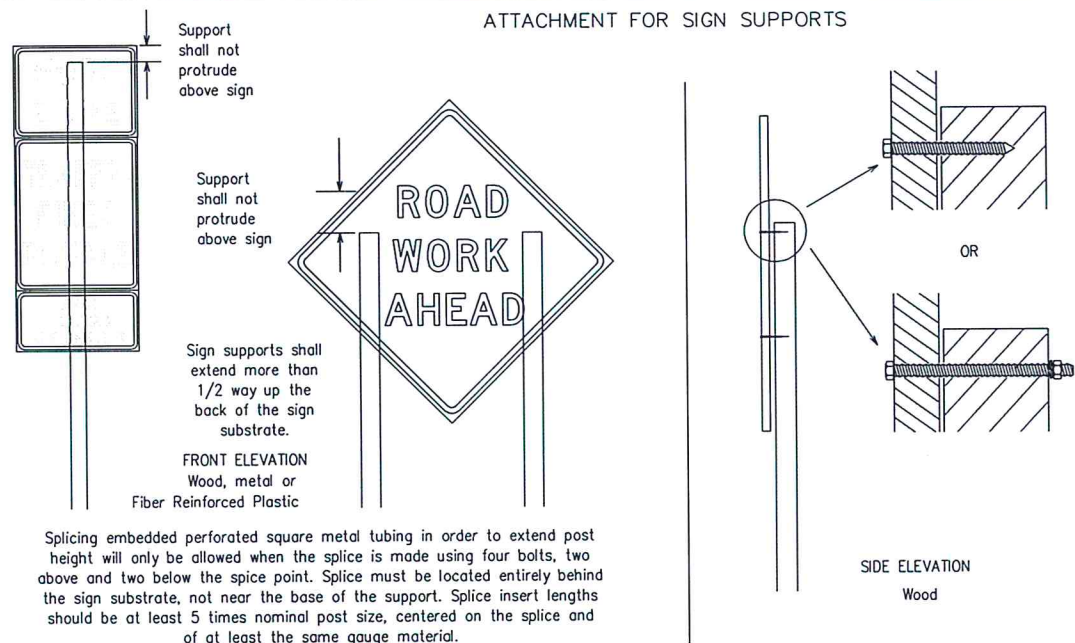 ATTACHMENT FOR SIGN SUPPORTS
Support
shall not
protrude
above sign
Support
shall not
protrude
above sign
ROAD
WORK
AHEAD
Sign supports shall
extend more than
1/2 way up the
back of the sign
substrate.
FRONT ELEVATION
Wood, metal or
Fiber Reinforced Plastic
Splicing embedded perforated square metal tubing in order to extend post
height will only be allowed when the splice is made using four bolts, two
above and two below the spice point. Splice must be located entirely behind
the sign substrate, not near the base of the support. Splice insert lengths
should be at least 5 times nominal post size, centered on the splice and
of at least the same gauge material.
OR
SIDE ELEVATION
Wood